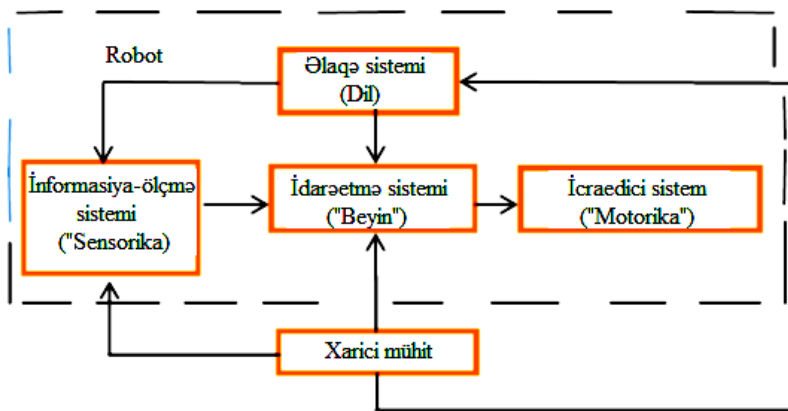 Robot
Əlaqə sistemi
(Dil)
İnformasiya-ölçmə
sistemi
("Sensorika)
İdarəetmə sistemi
("Beyin")
İcraedici sistem
("Motorika")
Xarici mühit